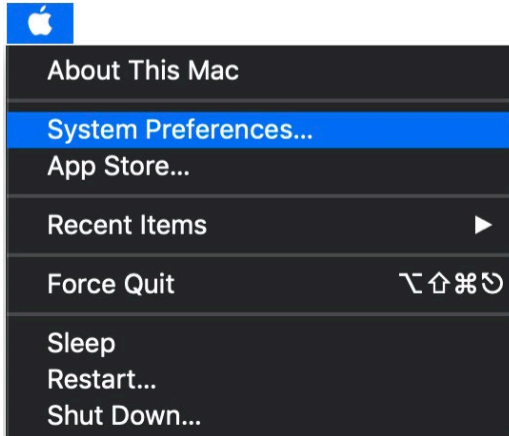 About This Mac
System Preferences...
App Store...
Recent Items ▶
Force Quit ⌥⇧⌘⎋
Sleep
Restart...
Shut Down...